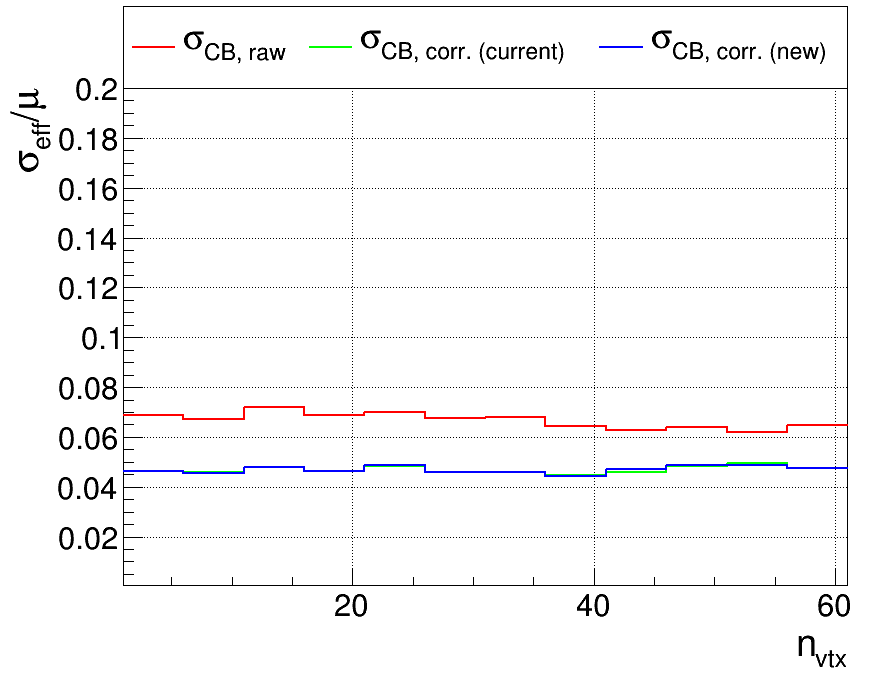 σCB, raw σCB, corr. (current) σCB, corr. (new)
σeff/μ
0.2
0.18
0.16
0.14
0.12
0.1
0.08
0.06
0.04
0.02
20 40 60
nvtx